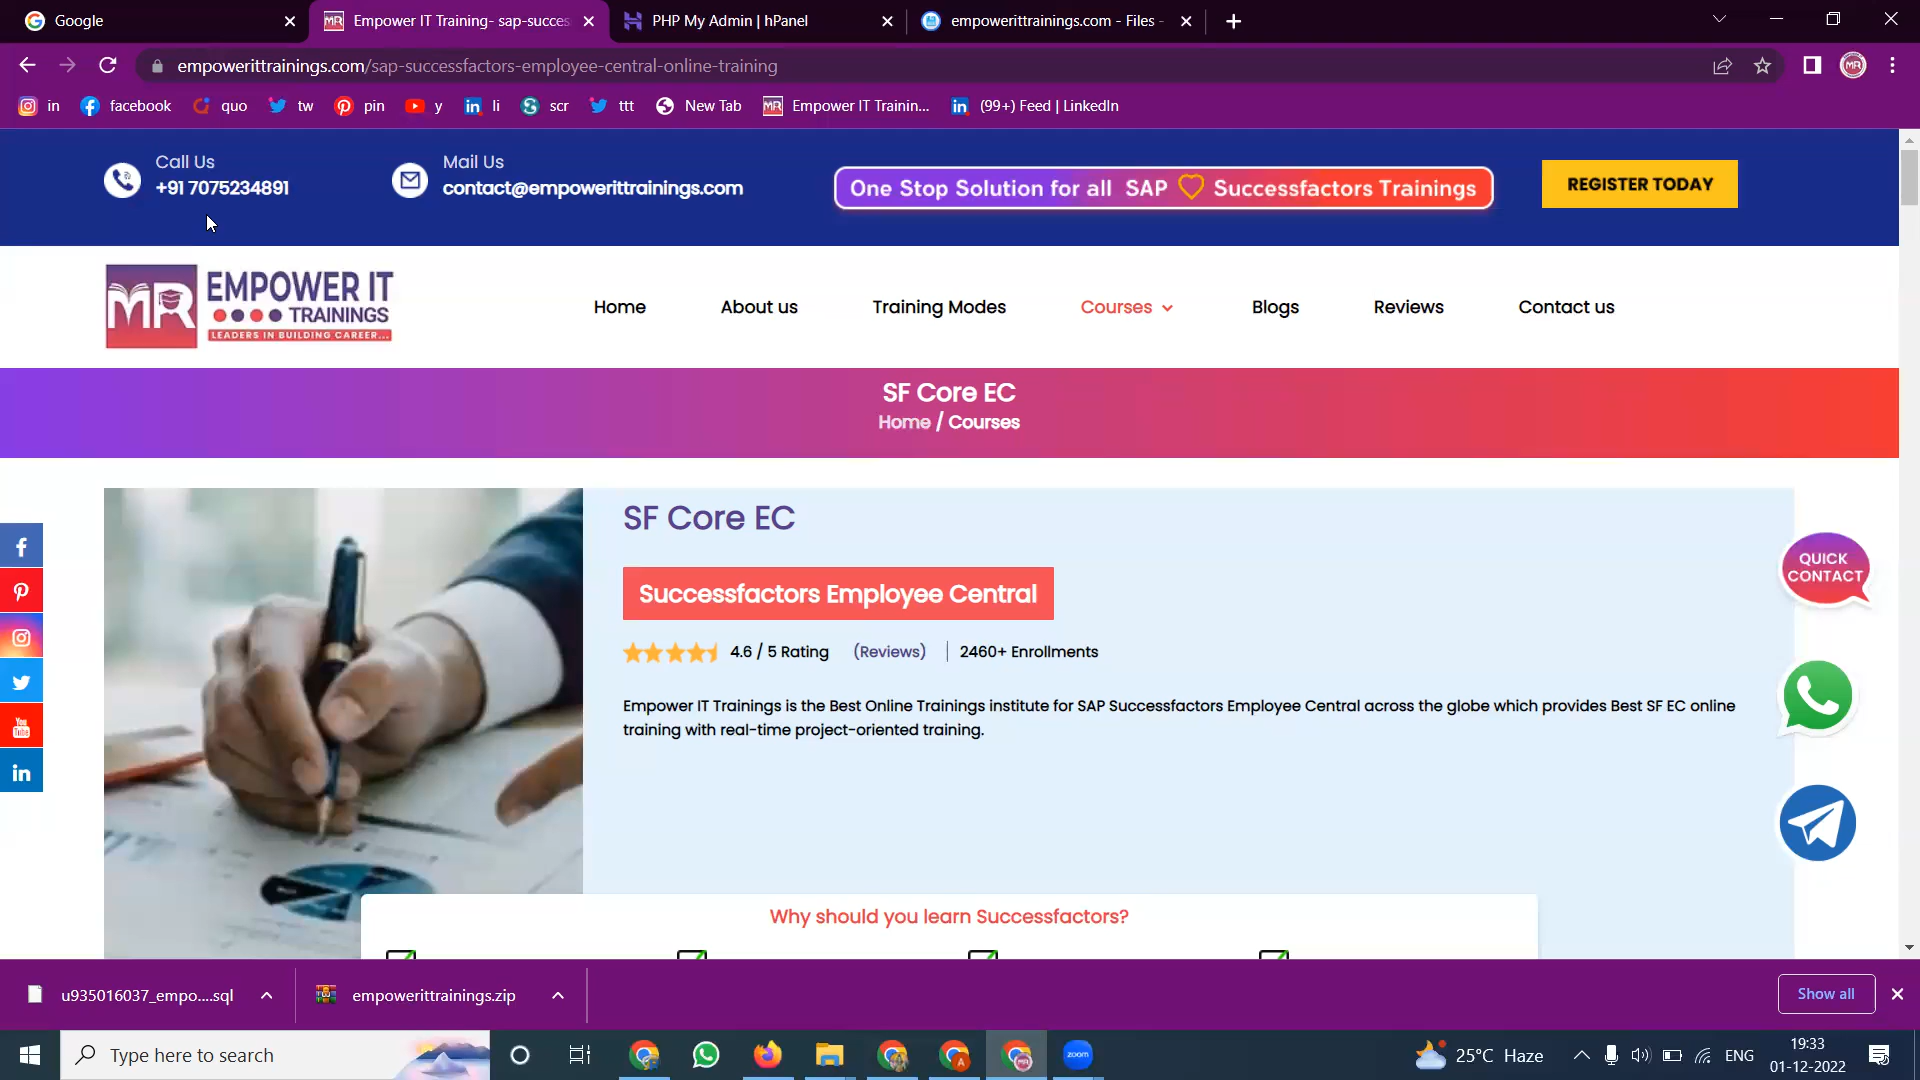 Google
Empower IT Training- sap-succes
PHP My Admin | hPanel
empowerittrainings.com - Files -
empowerittrainings.com/sap-successfactors-employee-central-online-training
in
facebook
quo
tw
pin
y
li
scr
ttt
New Tab
Empower IT Trainin...
(99+) Feed | LinkedIn
Call Us
+91 7075234891
Mail Us
contact@empowerittrainings.com
One Stop Solution for all SAP Successfactors Trainings
REGISTER TODAY
MR
EMPOWER IT
TRAININGS
LEADERS IN BUILDING CAREER...
Home
About us
Training Modes
Courses
Blogs
Reviews
Contact us
SF Core EC
Home / Courses
SF Core EC
Successfactors Employee Central
4.6 / 5 Rating
(Reviews)
2460+ Enrollments
Empower IT Trainings is the Best Online Trainings institute for SAP Successfactors Employee Central across the globe which provides Best SF EC online
training with real-time project-oriented training.
QUICK
CONTACT
Why should you learn Successfactors?
u935016037_empo....sql
empowerittrainings.zip
Show all
Type here to search
zoom
25°C Haze
ENG
19:33
01-12-2022